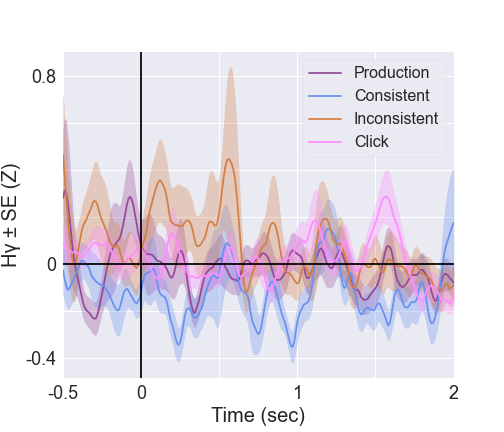 Hγ ± SE (Z)
0.8
0
-0.4
Production
Consistent
Inconsistent
Click
-0.5 0 1 2
Time (sec)